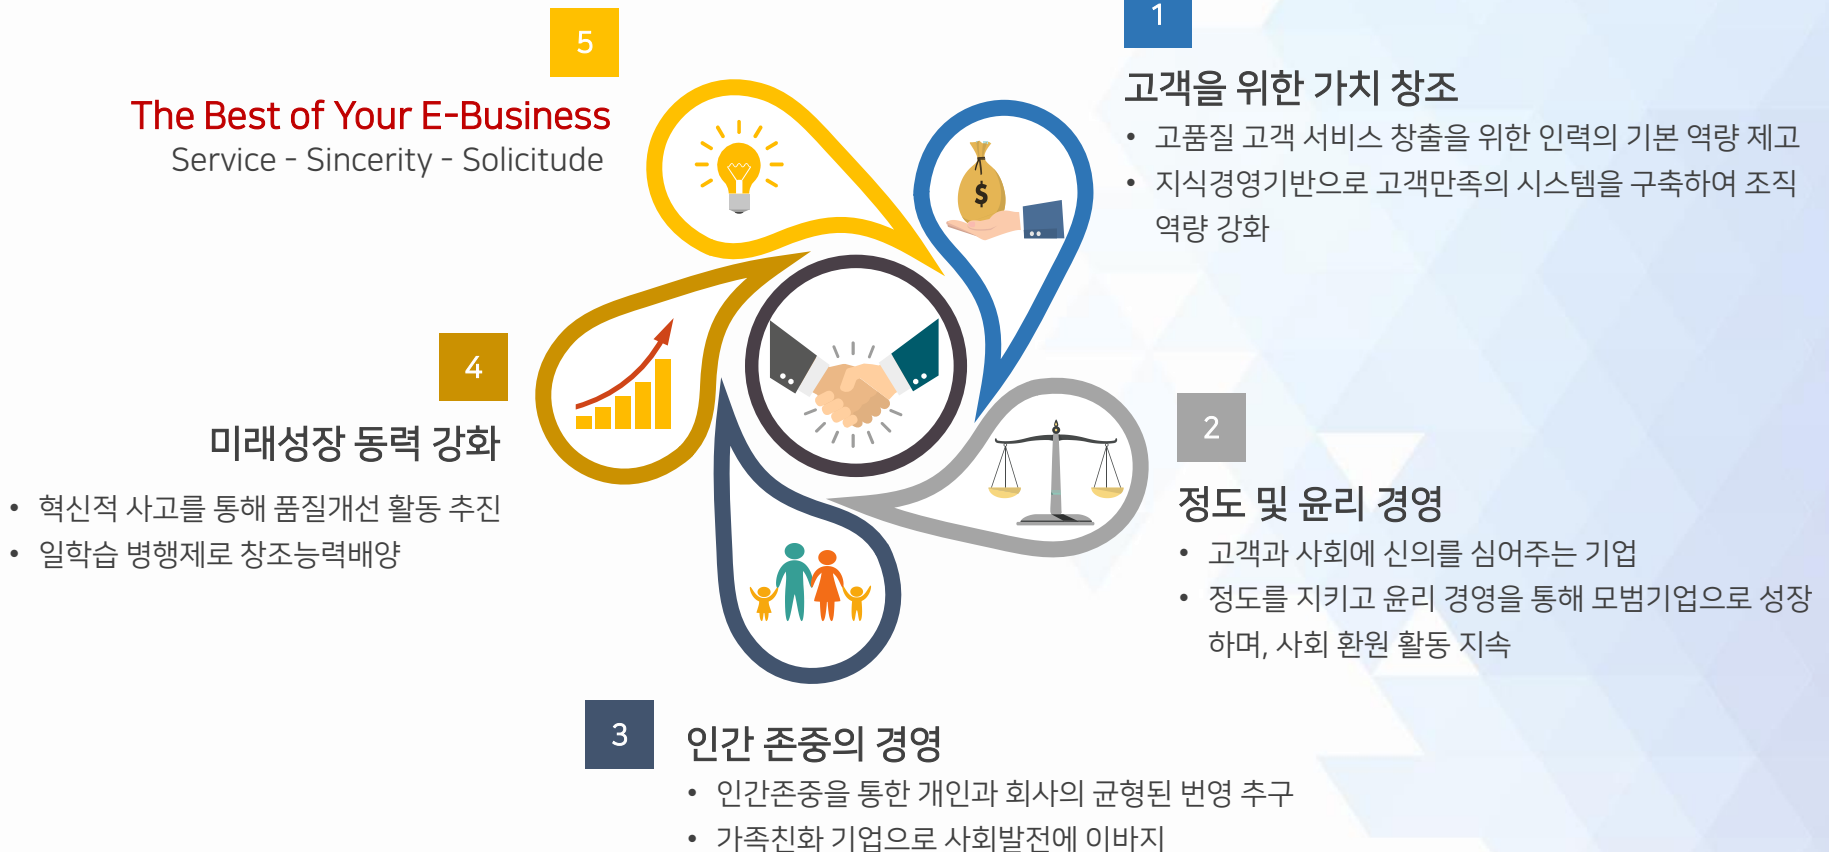 1
고객을 위한 가치 창조
• 고품질 고객 서비스 창출을 위한 인력의 기본 역량 제고
• 지식경영기반으로 고객만족의 시스템을 구축하여 조직
역량 강화
2
정도 및 윤리 경영
• 고객과 사회에 신의를 심어주는 기업
• 정도를 지키고 윤리 경영을 통해 모범기업으로 성장
하며, 사회 환원 활동 지속
3
인간 존중의 경영
• 인간존중을 통한 개인과 회사의 균형된 번영 추구
• 가족친화 기업으로 사회발전에 이바지
4
미래성장 동력 강화
• 혁신적 사고를 통해 품질개선 활동 추진
• 일학습 병행제로 창조능력배양
5
The Best of Your E-Business
Service - Sincerity - Solicitude
$